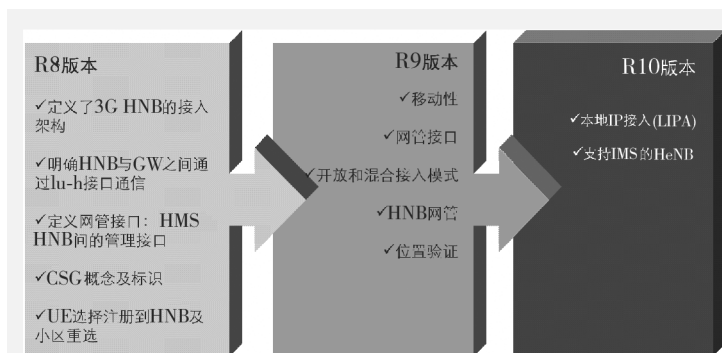 R8版本
✓定义了3G HNB的接入
架构
✓明确HNB与GW之间通
过lu-h接口通信
✓定义网管接口：HMS
HNB间的管理接口
✓CSG概念及标识
✓UE选择注册到HNB及
小区重选
R9版本
✓移动性
✓网管接口
✓开放和混合接入模式
✓HNB网管
✓位置验证
R10版本
✓本地IP接入(LIPA)
✓支持IMS的HeNB